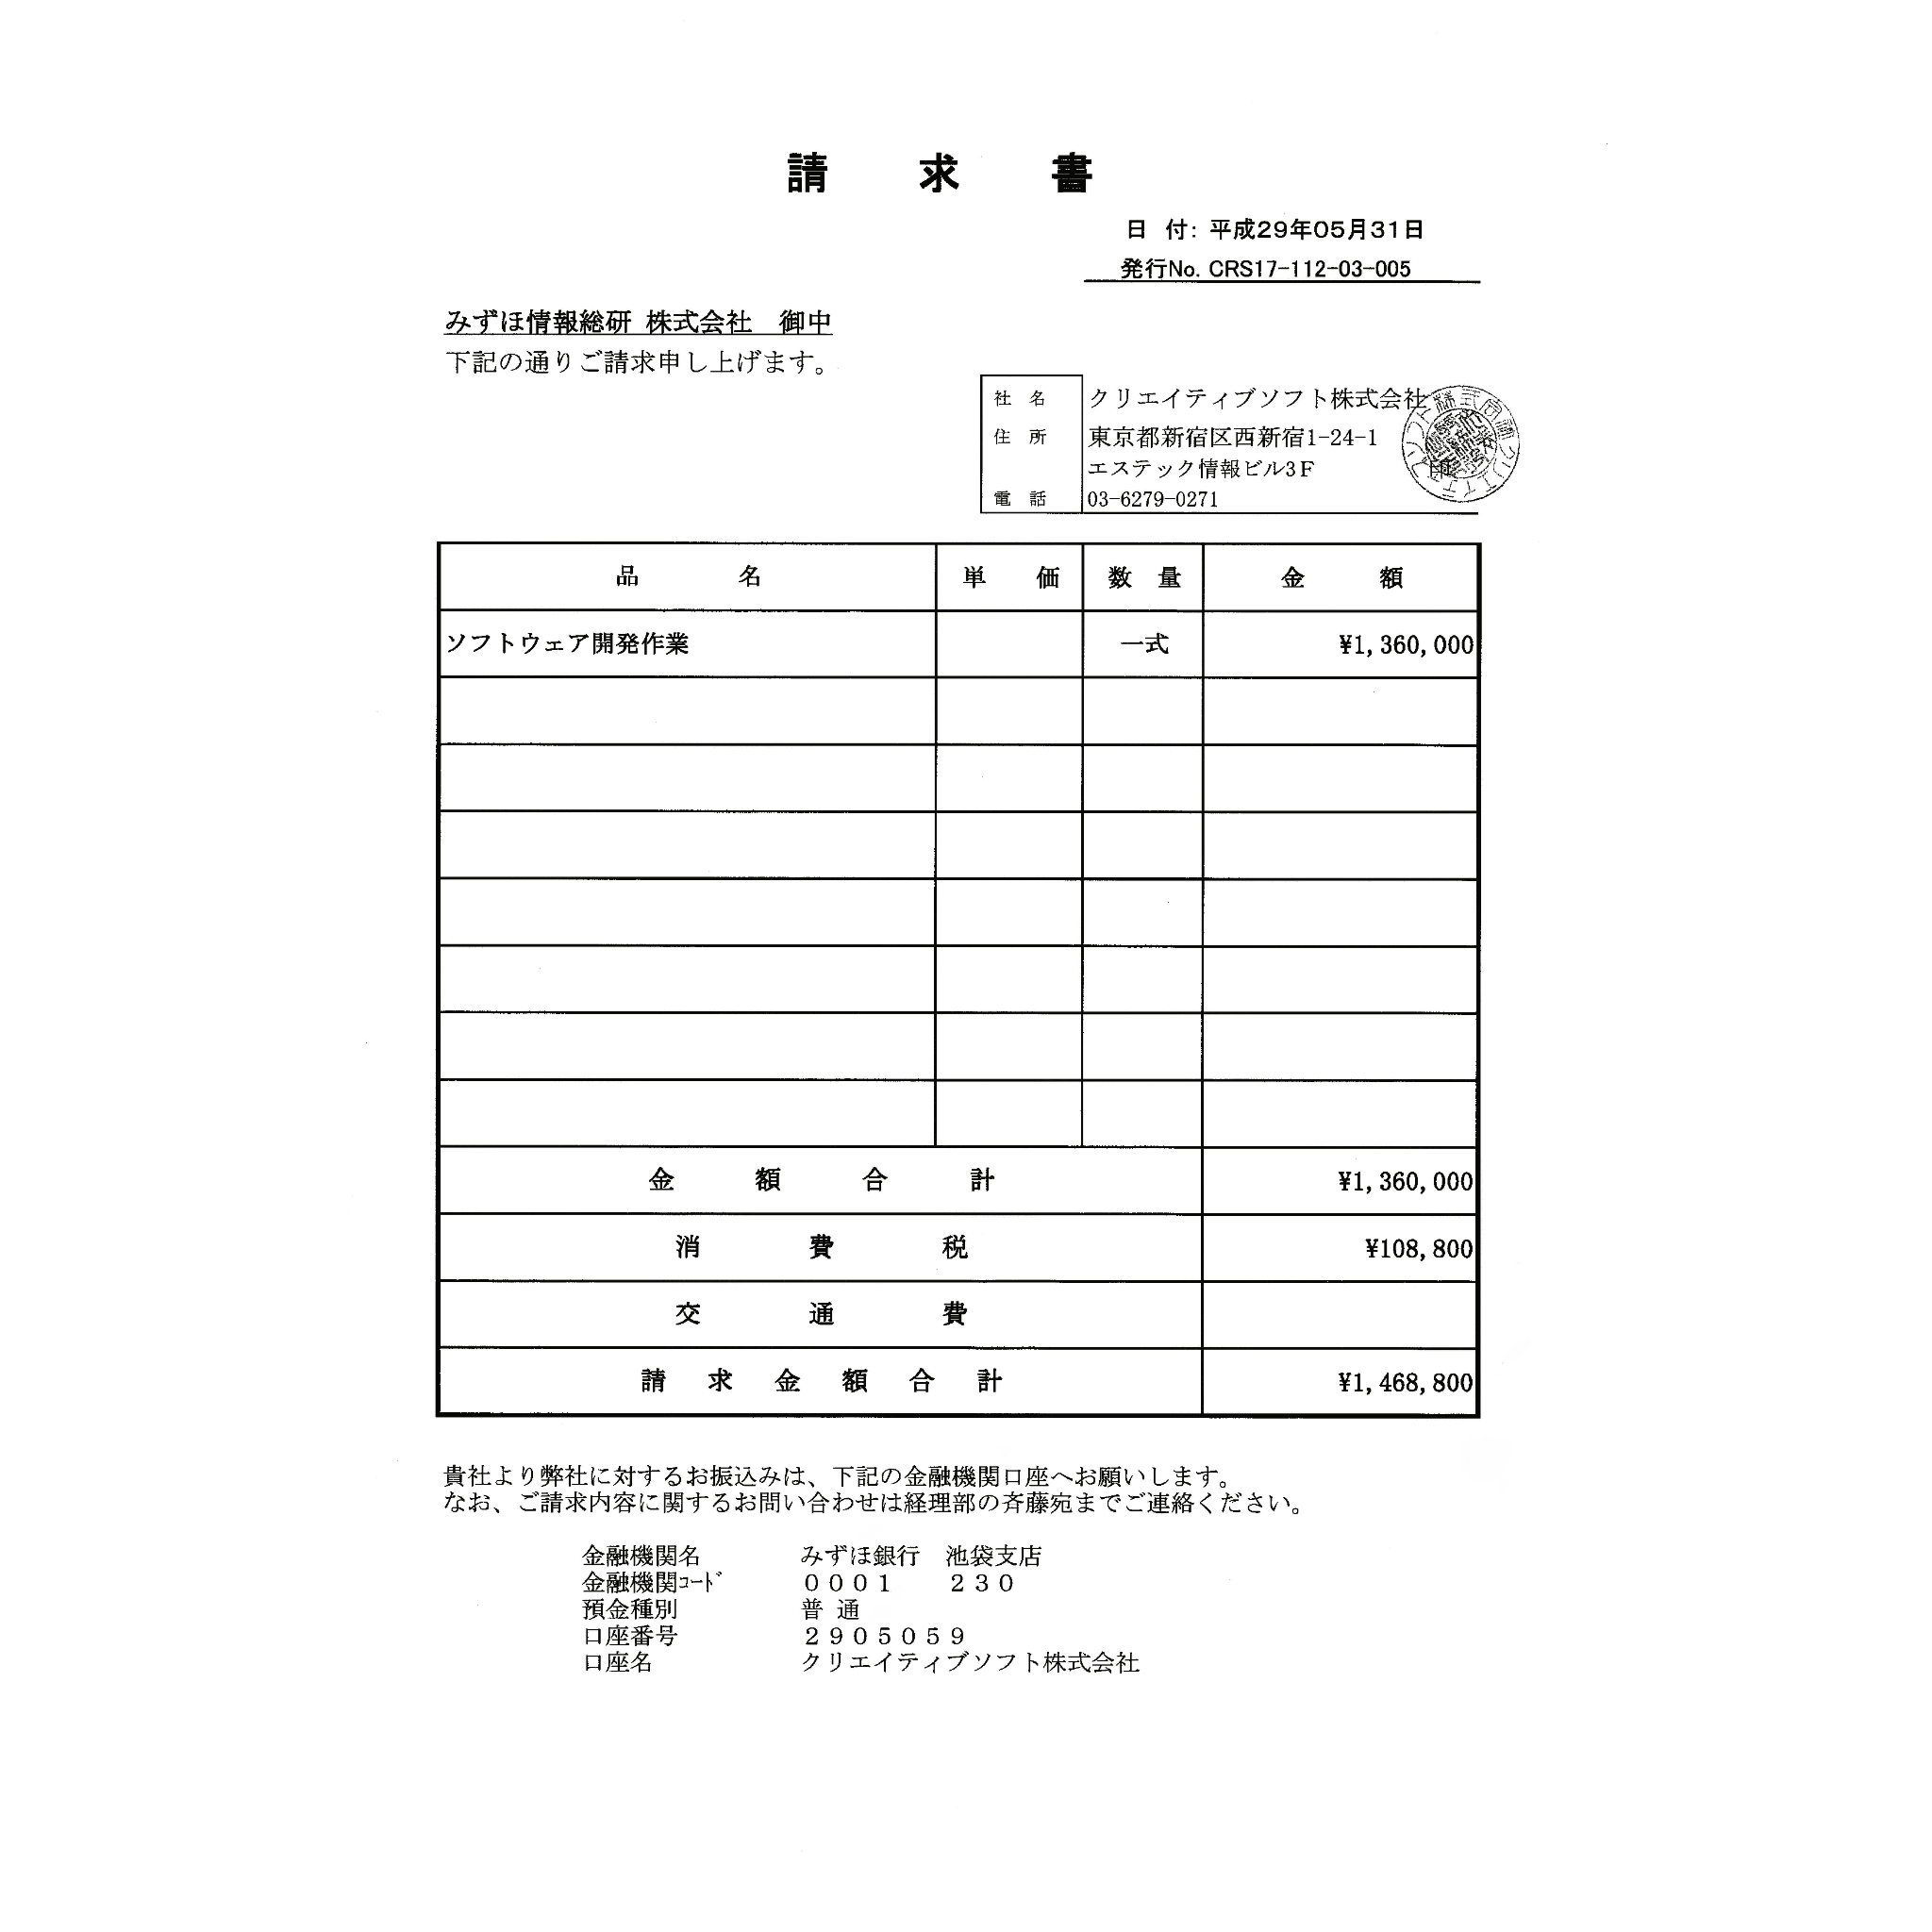 請求書
日付: 平成29年05月31日
発行No. CRS17-112-03-005
みずほ情報総研 株式会社　御中
下記の通りご請求申し上げます。
社名 クリエイティブソフト株式会社
住所 東京都新宿区西新宿1-24-1
エステック情報ビル3F 印
電話 03-6279-0271
品名 単価 数量 金額
ソフトウェア開発作業 一式 ¥1,360,000
金額合計 ¥1,360,000
消費税 ¥108,800
交通費
請求金額合計 ¥1,468,800
貴社より弊社に対するお振込みは、下記の金融機関口座へお願いします。
なお、ご請求内容に関するお問い合わせは経理部の斉藤宛までご連絡ください。
金融機関名 みずほ銀行　池袋支店
金融機関ｺｰﾄﾞ ０００１　２３０
預金種別 普 通
口座番号 ２９０５０５９
口座名 クリエイティブソフト株式会社